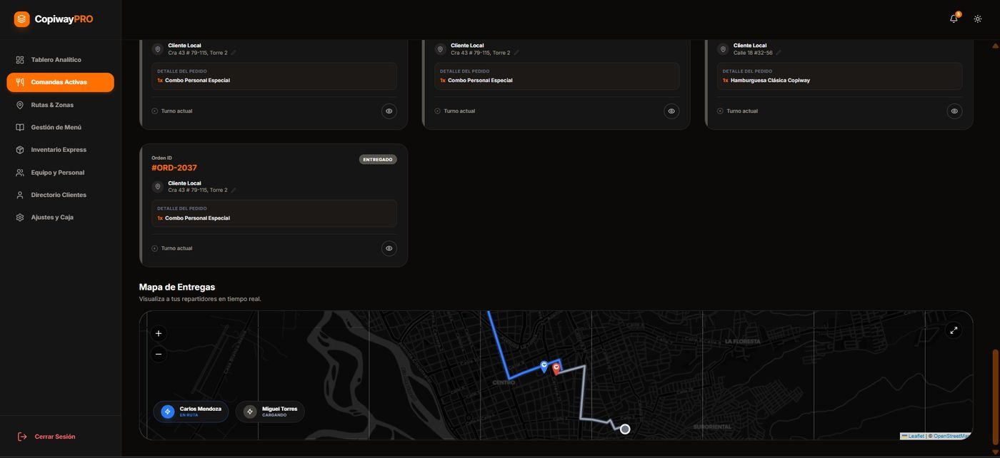 CopiwayPRO
3
Tablero Analítico
Comandas Activas
Rutas & Zonas
Gestión de Menú
Inventario Express
Equipo y Personal
Directorio Clientes
Ajustes y Caja
Cerrar Sesión
Cliente Local
Cra 43 # 79-115, Torre 2
DETALLE DEL PEDIDO
1x Combo Personal Especial
Turno actual
Cliente Local
Cra 43 # 79-115, Torre 2
DETALLE DEL PEDIDO
1x Combo Personal Especial
Turno actual
Cliente Local
Calle 18 #32-56
DETALLE DEL PEDIDO
1x Hamburguesa Clásica Copiway
Turno actual
Orden ID
#ORD-2037
ENTREGADO
Cliente Local
Cra 43 # 79-115, Torre 2
DETALLE DEL PEDIDO
1x Combo Personal Especial
Turno actual
Mapa de Entregas
Visualiza a tus repartidores en tiempo real.
+
−
LA FLORESTA
CENTRO
SURORIENTAL
Carlos Mendoza
EN RUTA
Miguel Torres
CARGANDO
Leaflet | © OpenStreetMap